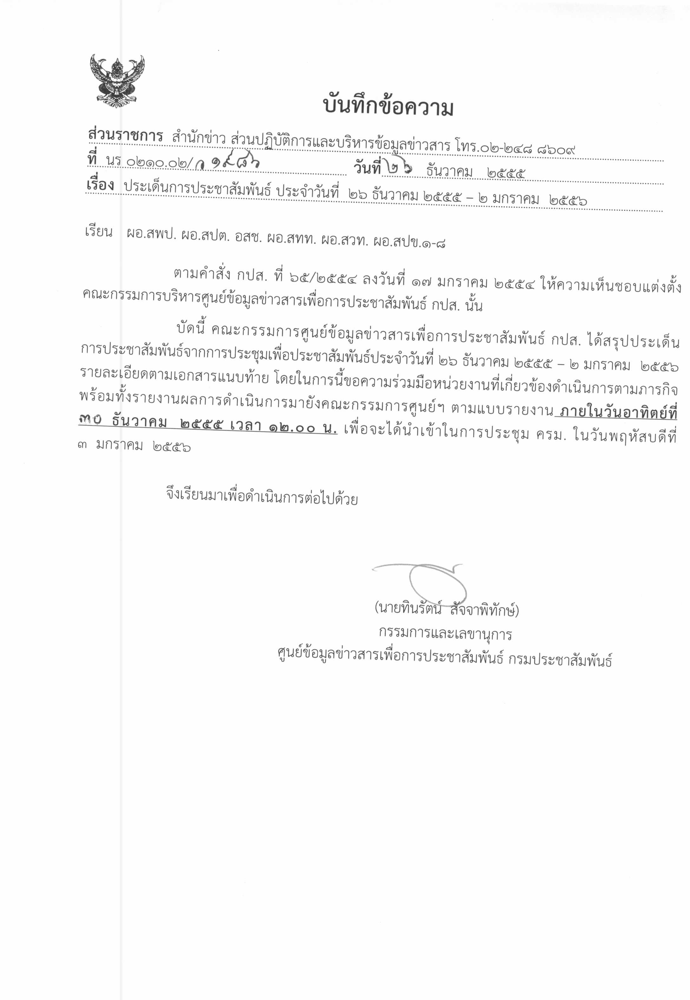 บันทึกข้อความ
ส่วนราชการ สำนักข่าว ส่วนปฏิบัติการและบริหารข้อมูลข่าวสาร โทร.๐๒-๒๔๘ ๘๖๐๙
ที่ นร ๐๒๑๐.๐๒/ว ๑๙๘๖ วันที่ ๒๖ ธันวาคม ๒๕๕๕
เรื่อง ประเด็นการประชาสัมพันธ์ ประจำวันที่ ๒๖ ธันวาคม ๒๕๕๕ – ๒ มกราคม ๒๕๕๖
เรียน ผอ.สพป. ผอ.สปต. อสช. ผอ.สทท. ผอ.สวท. ผอ.สปข.๑-๘
ตามคำสั่ง กปส. ที่ ๖๕/๒๕๕๔ ลงวันที่ ๑๗ มกราคม ๒๕๕๔ ให้ความเห็นชอบแต่งตั้ง
คณะกรรมการบริหารศูนย์ข้อมูลข่าวสารเพื่อการประชาสัมพันธ์ กปส. นั้น
บัดนี้ คณะกรรมการศูนย์ข้อมูลข่าวสารเพื่อการประชาสัมพันธ์ กปส. ได้สรุปประเด็น
การประชาสัมพันธ์จากการประชุมเพื่อประชาสัมพันธ์ประจำวันที่ ๒๖ ธันวาคม ๒๕๕๕ – ๒ มกราคม ๒๕๕๖
รายละเอียดตามเอกสารแนบท้าย โดยในการนี้ขอความร่วมมือหน่วยงานที่เกี่ยวข้องดำเนินการตามภารกิจ
พร้อมทั้งรายงานผลการดำเนินการมายังคณะกรรมการศูนย์ฯ ตามแบบรายงาน ภายในวันอาทิตย์ที่
๓๐ ธันวาคม ๒๕๕๕ เวลา ๑๒.๐๐ น. เพื่อจะได้นำเข้าในการประชุม ครม. ในวันพฤหัสบดีที่
๓ มกราคม ๒๕๕๖
จึงเรียนมาเพื่อดำเนินการต่อไปด้วย
(นายทินรัตน์ สัจจาพิทักษ์)
กรรมการและเลขานุการ
ศูนย์ข้อมูลข่าวสารเพื่อการประชาสัมพันธ์ กรมประชาสัมพันธ์